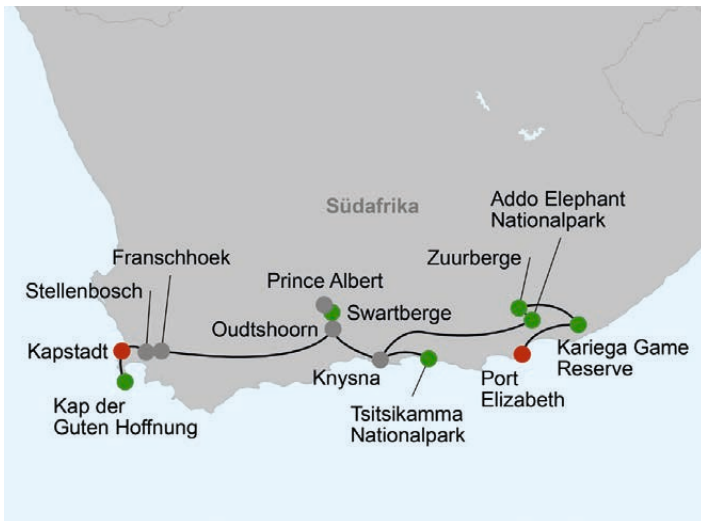 Südafrika
Addo Elephant
Nationalpark
Zuurberge
Franschhoek
Stellenbosch
Prince Albert
Swartberge
Oudtshoorn
Kapstadt
Kariega Game
Reserve
Knysna
Port
Elizabeth
Kap der
Guten Hoffnung
Tsitsikamma
Nationalpark